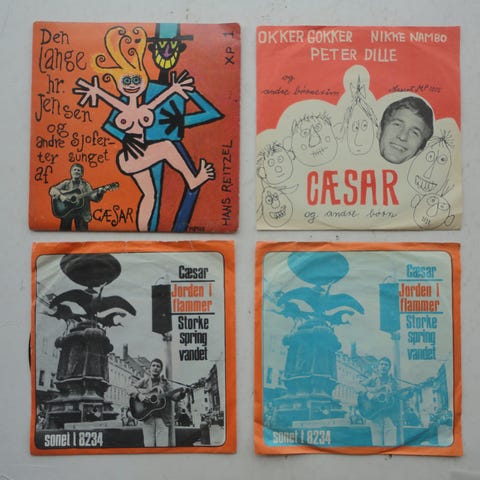 Den
lange
hr.
Jensen
og
andre sjofer-
ter sunget
af
CÆSAR
XP 1
HANS REITZEL
OKKER GOKKER NIKKE NAMBO
PETER DILLE
og
andre børnerim
CÆSAR
og andre børn
Cæsar
Jorden i
flammer
Storke
spring
vandet
sonet t 8234
Cæsar
Jorden i
flammer
Storke
spring
vandet
sonet t 8234